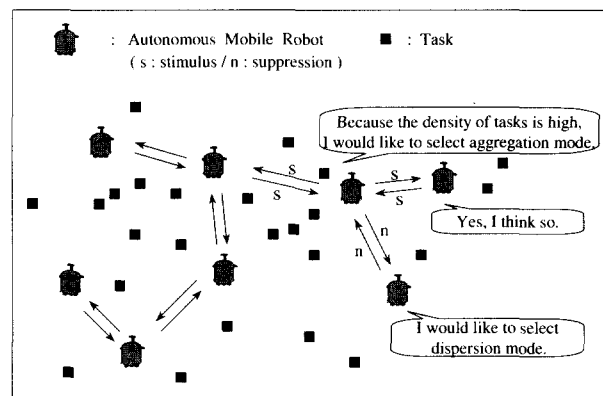 : Autonomous Mobile Robot
( s : stimulus / n : suppression )
: Task
Because the density of tasks is high,
I would like to select aggregation mode.
S
S
S
S
Yes, I think so.
n
n
I would like to select
dispersion mode.